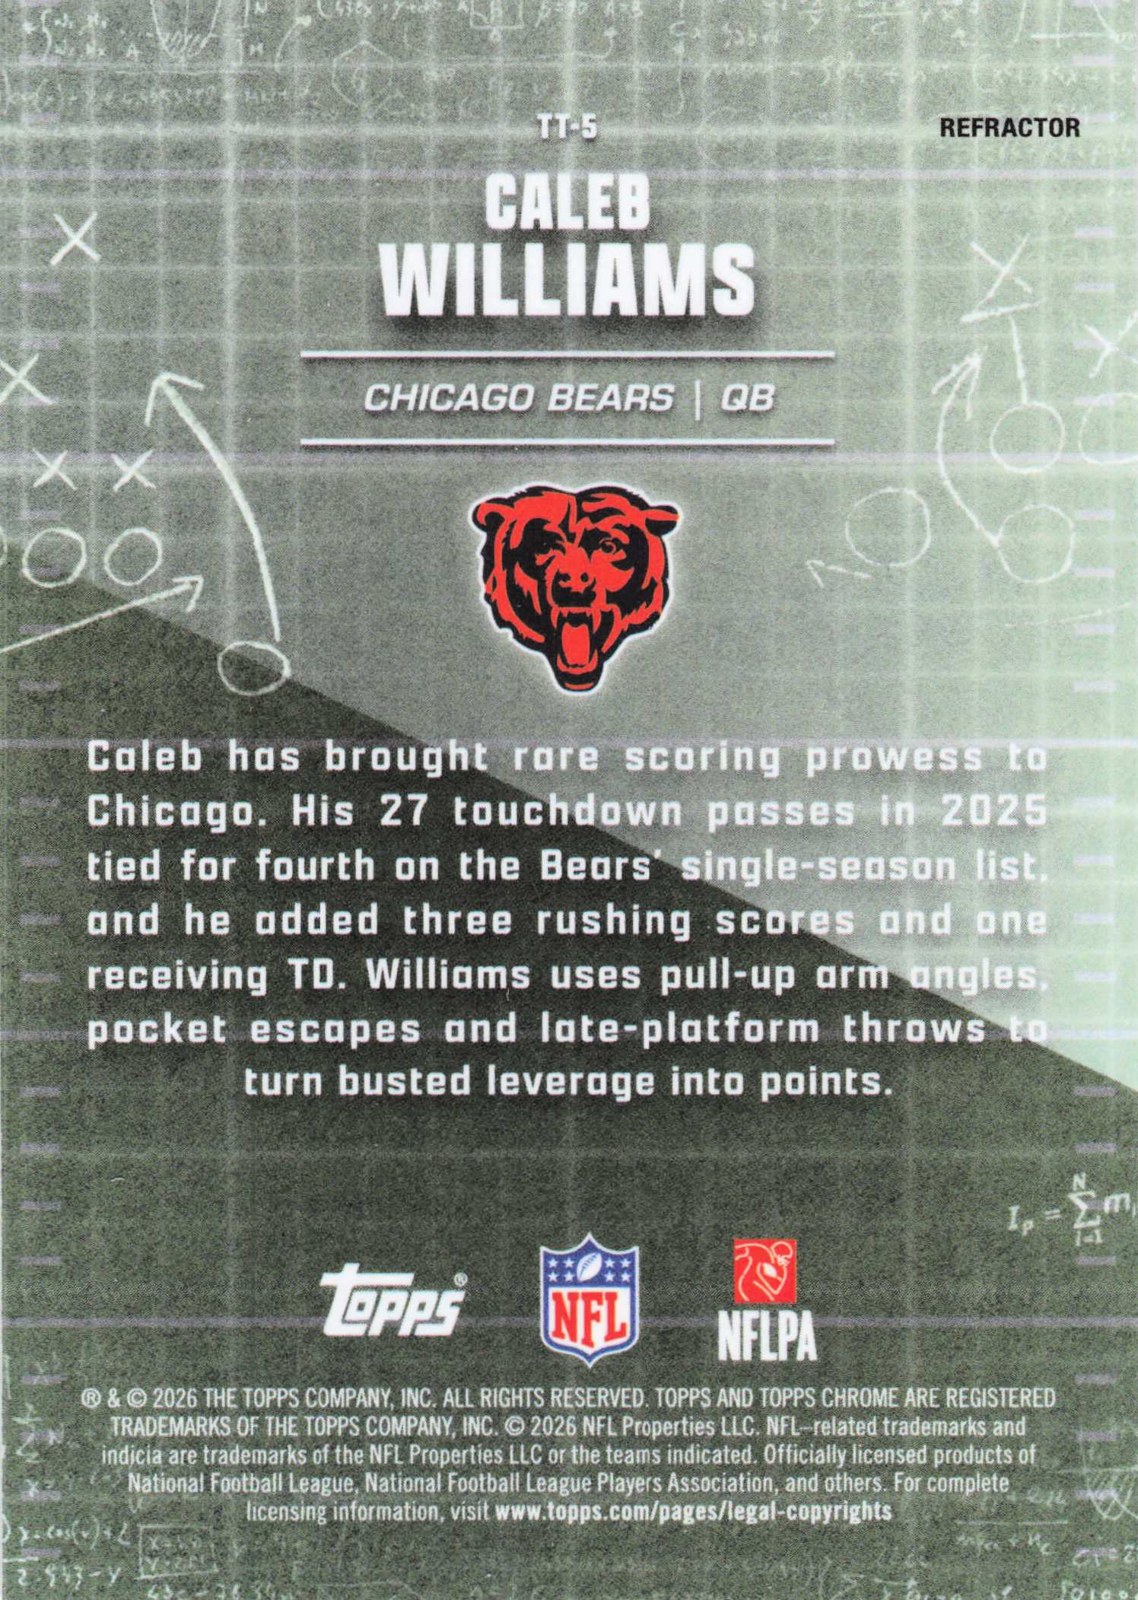 TT-5
REFRACTOR
CALEB
WILLIAMS
CHICAGO BEARS | QB
Caleb has brought rare scoring prowess to
Chicago. His 27 touchdown passes in 2025
tied for fourth on the Bears' single-season list,
and he added three rushing scores and one
receiving TD. Williams uses pull-up arm angles,
pocket escapes and late-platform throws to
turn busted leverage into points.
TOPPS®
NFL
NFLPA
® & © 2026 THE TOPPS COMPANY, INC. ALL RIGHTS RESERVED. TOPPS AND TOPPS CHROME ARE REGISTERED
TRADEMARKS OF THE TOPPS COMPANY, INC. © 2026 NFL Properties LLC. NFL-related trademarks and
indicia are trademarks of the NFL Properties LLC or the teams indicated. Officially licensed products of
National Football League, National Football League Players Association, and others. For complete
licensing information, visit www.topps.com/pages/legal-copyrights